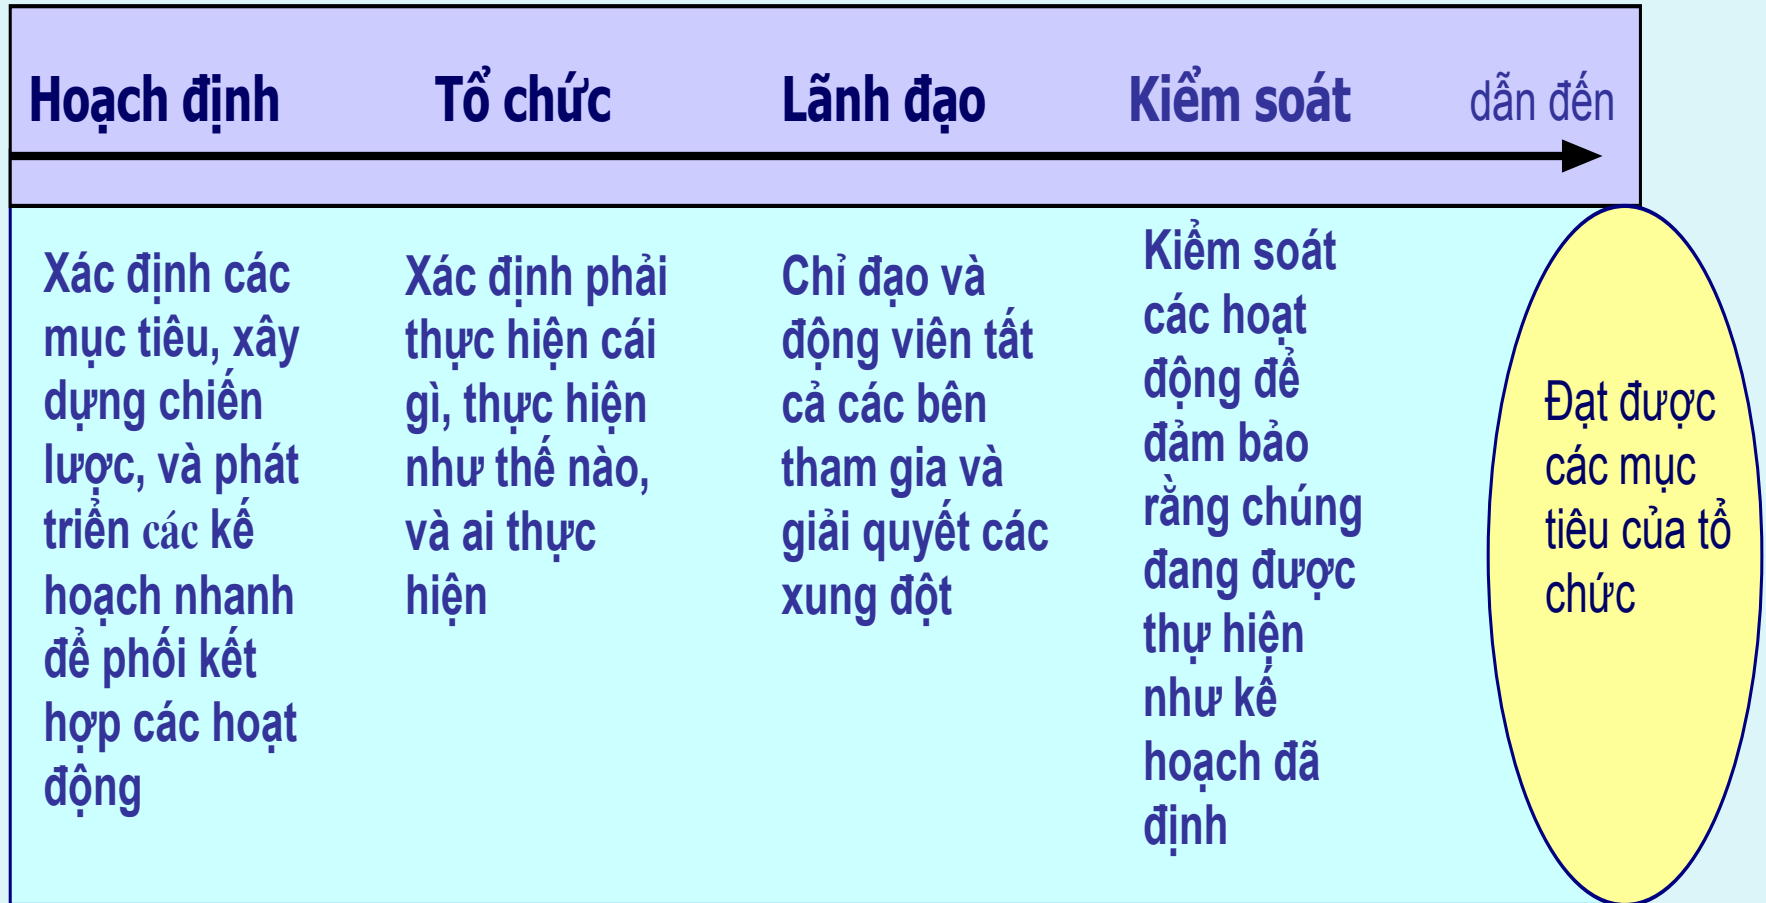 Hoạch định Tổ chức Lãnh đạo Kiểm soát dẫn đến
Xác định các
mục tiêu, xây
dựng chiến
lược, và phát
triển các kế
hoạch nhanh
để phối kết
hợp các hoạt
động
Xác định phải
thực hiện cái
gì, thực hiện
như thế nào,
và ai thực
hiện
Chỉ đạo và
động viên tất
cả các bên
tham gia và
giải quyết các
xung đột
Kiểm soát
các hoạt
động để
đảm bảo
rằng chúng
đang được
thự hiện
như kế
hoạch đã
định
Đạt được
các mục
tiêu của tổ
chức